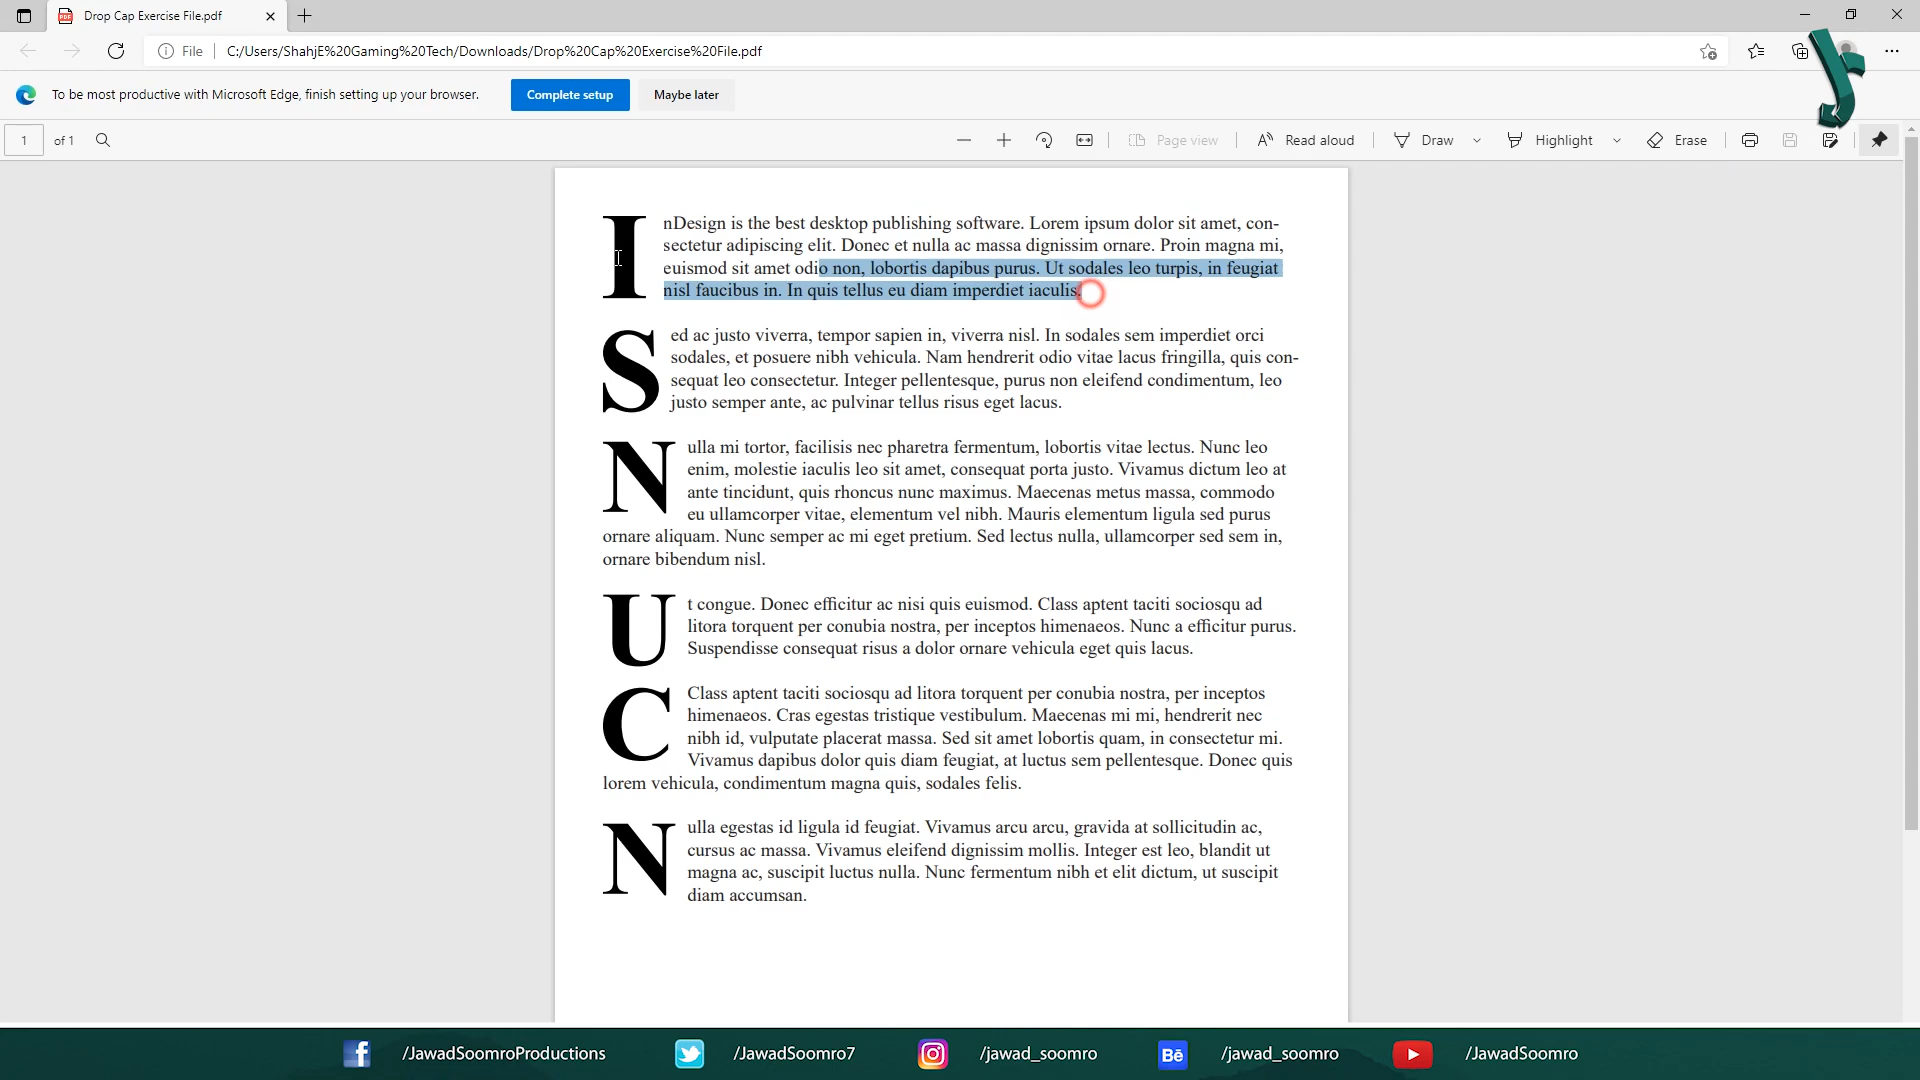 Drop Cap Exercise File.pdf
File C:/Users/ShahjE%20Gaming%20Tech/Downloads/Drop%20Cap%20Exercise%20File.pdf
To be most productive with Microsoft Edge, finish setting up your browser. Complete setup Maybe later
1 of 1 Page view Read aloud Draw Highlight Erase
InDesign is the best desktop publishing software. Lorem ipsum dolor sit amet, con-
sectetur adipiscing elit. Donec et nulla ac massa dignissim ornare. Proin magna mi,
euismod sit amet odio non, lobortis dapibus purus. Ut sodales leo turpis, in feugiat
nisl faucibus in. In quis tellus eu diam imperdiet iaculis.
Sed ac justo viverra, tempor sapien in, viverra nisl. In sodales sem imperdiet orci
sodales, et posuere nibh vehicula. Nam hendrerit odio vitae lacus fringilla, quis con-
sequat leo consectetur. Integer pellentesque, purus non eleifend condimentum, leo
justo semper ante, ac pulvinar tellus risus eget lacus.
Nulla mi tortor, facilisis nec pharetra fermentum, lobortis vitae lectus. Nunc leo
enim, molestie iaculis leo sit amet, consequat porta justo. Vivamus dictum leo at
ante tincidunt, quis rhoncus nunc maximus. Maecenas metus massa, commodo
eu ullamcorper vitae, elementum vel nibh. Mauris elementum ligula sed purus
ornare aliquam. Nunc semper ac mi eget pretium. Sed lectus nulla, ullamcorper sed sem in,
ornare bibendum nisl.
Ut congue. Donec efficitur ac nisi quis euismod. Class aptent taciti sociosqu ad
litora torquent per conubia nostra, per inceptos himenaeos. Nunc a efficitur purus.
Suspendisse consequat risus a dolor ornare vehicula eget quis lacus.
C Class aptent taciti sociosqu ad litora torquent per conubia nostra, per inceptos
himenaeos. Cras egestas tristique vestibulum. Maecenas mi mi, hendrerit nec
nibh id, vulputate placerat massa. Sed sit amet lobortis quam, in consectetur mi.
Vivamus dapibus dolor quis diam feugiat, at luctus sem pellentesque. Donec quis
lorem vehicula, condimentum magna quis, sodales felis.
Nulla egestas id ligula id feugiat. Vivamus arcu arcu, gravida at sollicitudin ac,
cursus ac massa. Vivamus eleifend dignissim mollis. Integer est leo, blandit ut
magna ac, suscipit luctus nulla. Nunc fermentum nibh et elit dictum, ut suscipit
diam accumsan.
/JawadSoomroProductions /JawadSoomro7 /jawad_soomro Bē /jawad_soomro /JawadSoomro